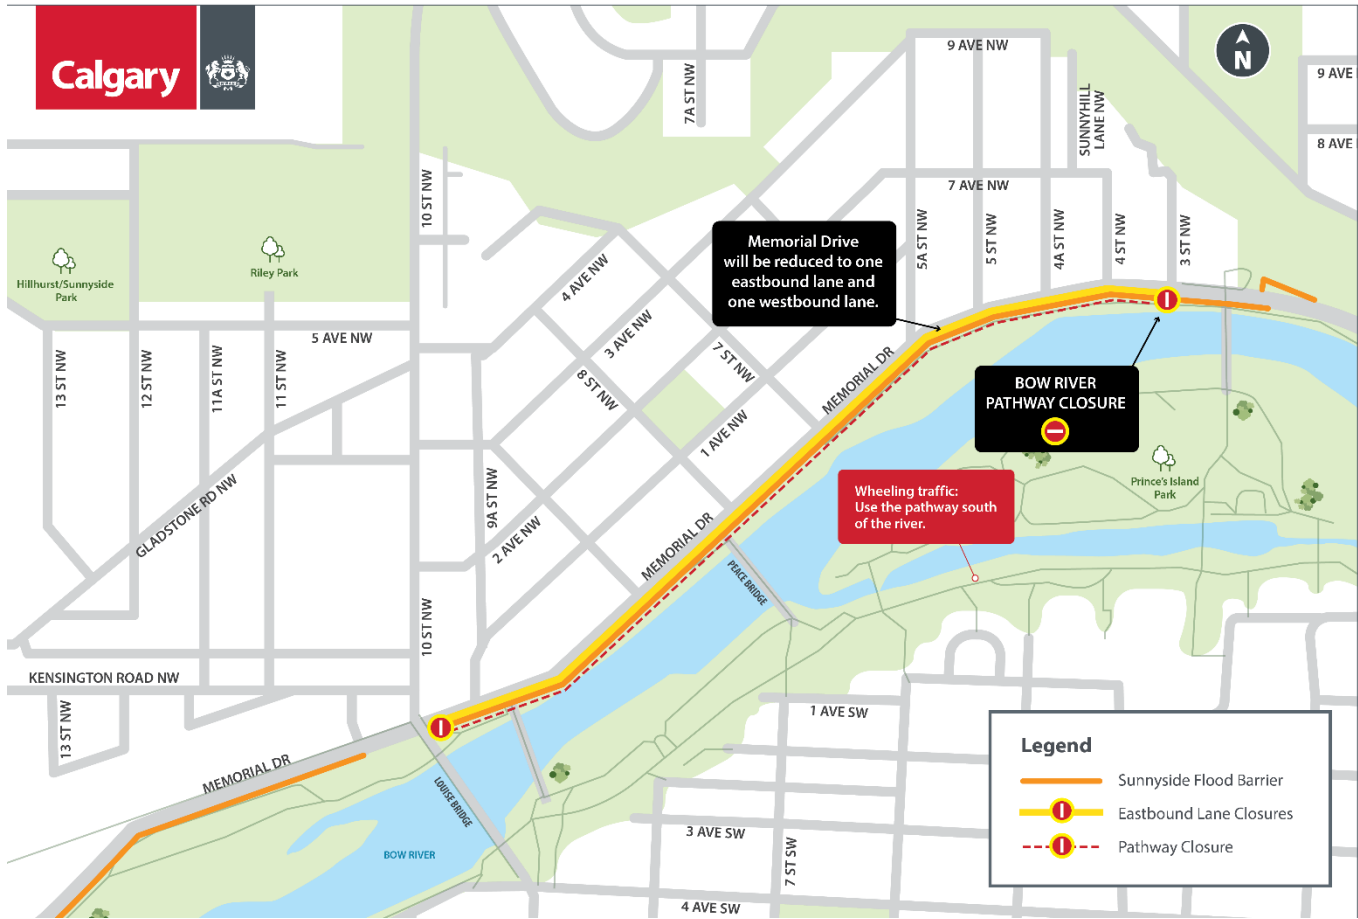 Calgary
N
9 AVE NW
7A ST NW
SUNNYHILL
LANE NW
9 AVE
8 AVE
10 ST NW
7 AVE NW
Hillhurst/Sunnyside
Park
Riley Park
4 AVE NW
Memorial Drive
will be reduced to one
eastbound lane and
one westbound lane.
5A ST NW
5 ST NW
4A ST NW
4 ST NW
3 ST NW
5 AVE NW
3 AVE NW
7 ST NW
8 ST NW
MEMORIAL DR
13 ST NW
12 ST NW
11A ST NW
11 ST NW
BOW RIVER
PATHWAY CLOSURE
1 AVE NW
Prince's Island
Park
GLADSTONE RD NW
9A ST NW
2 AVE NW
MEMORIAL DR
Wheeling traffic:
Use the pathway south
of the river.
PEACE BRIDGE
10 ST NW
KENSINGTON ROAD NW
13 ST NW
1 AVE SW
MEMORIAL DR
LOUISE BRIDGE
BOW RIVER
3 AVE SW
7 ST SW
4 AVE SW
Legend
Sunnyside Flood Barrier
Eastbound Lane Closures
Pathway Closure